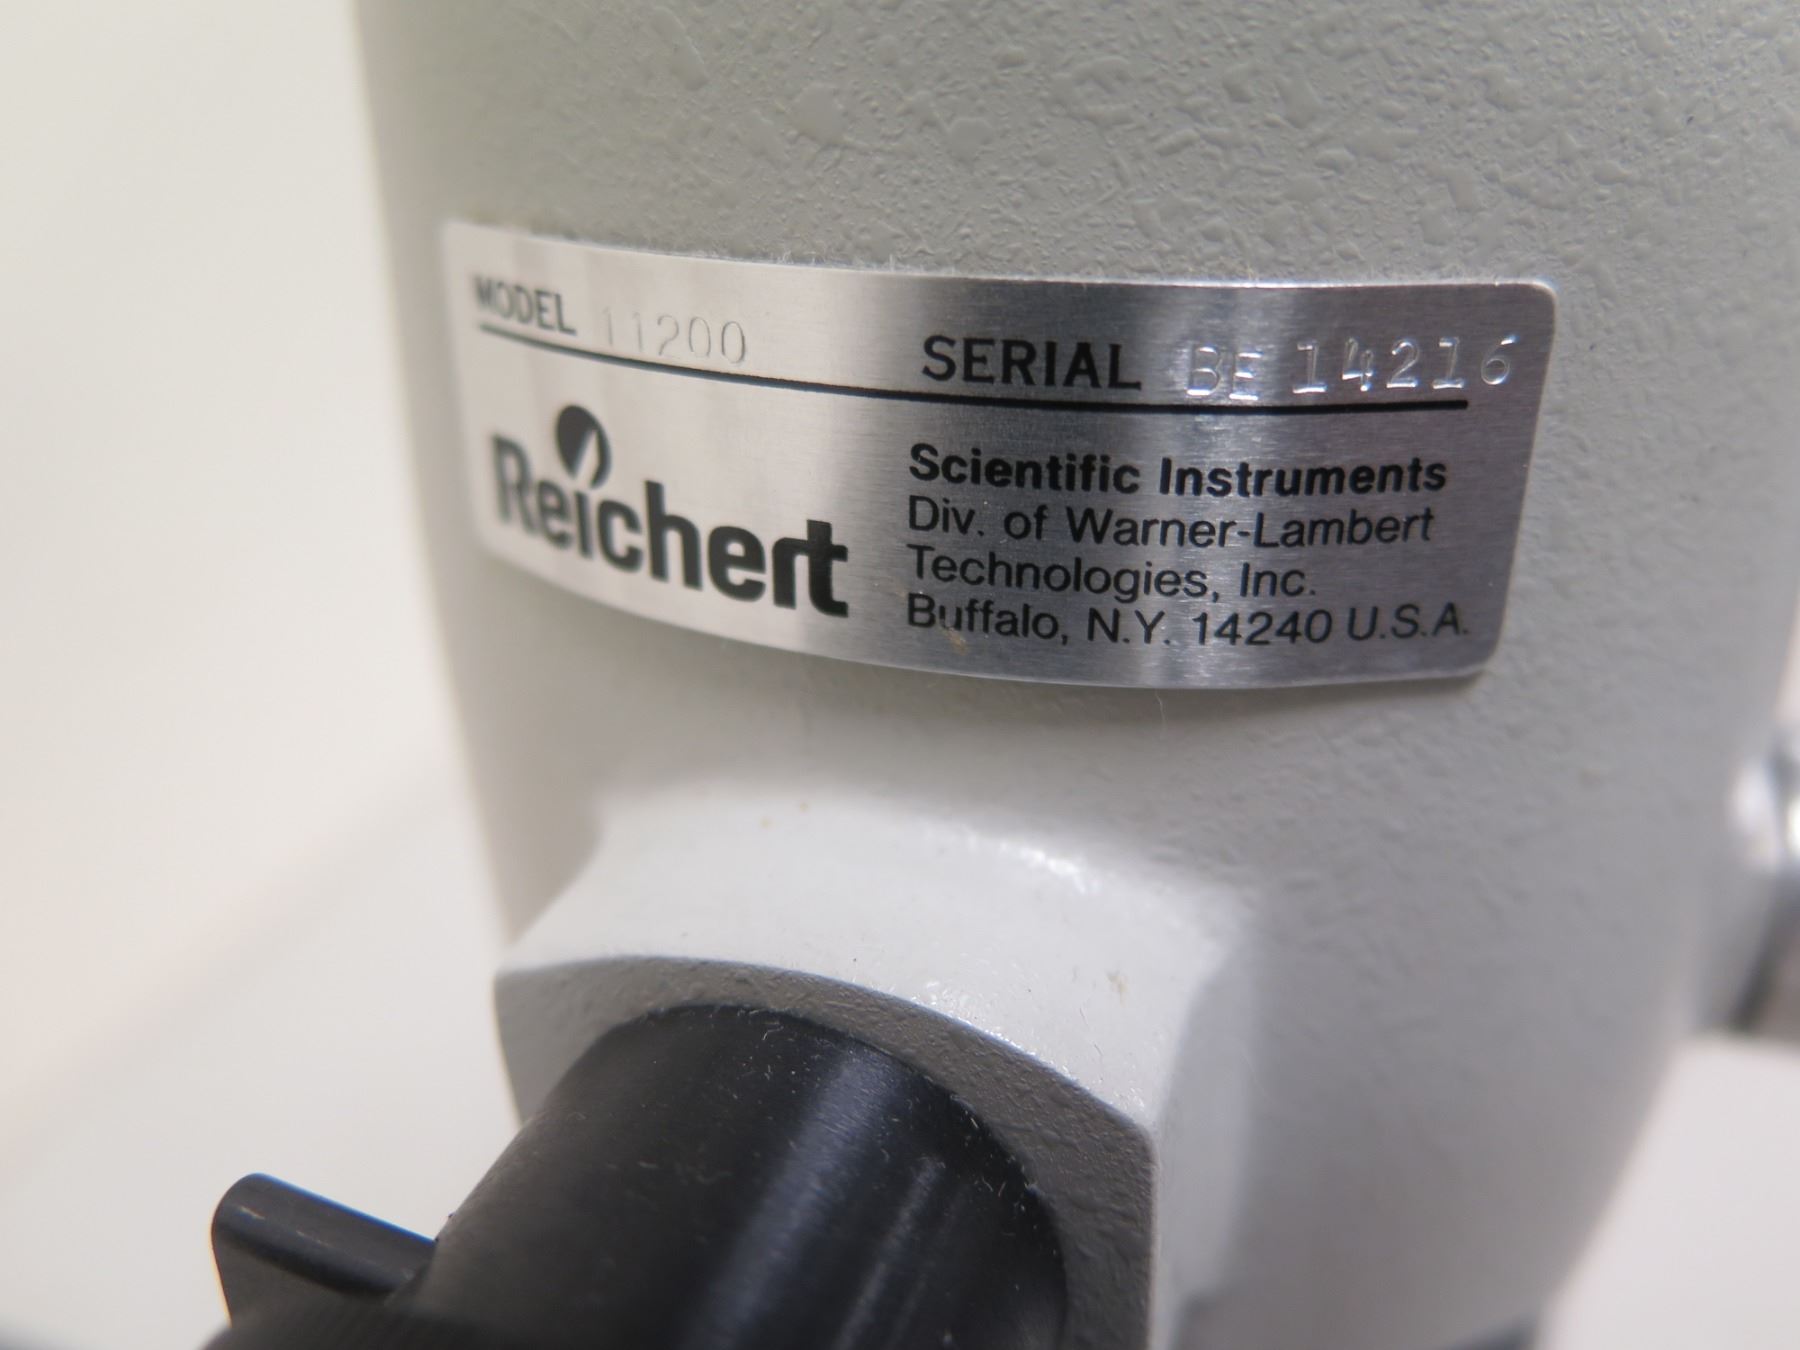 MODEL 11200 SERIAL BE 14216
Reichert
Scientific Instruments
Div. of Warner-Lambert
Technologies, Inc.
Buffalo, N.Y. 14240 U.S.A.